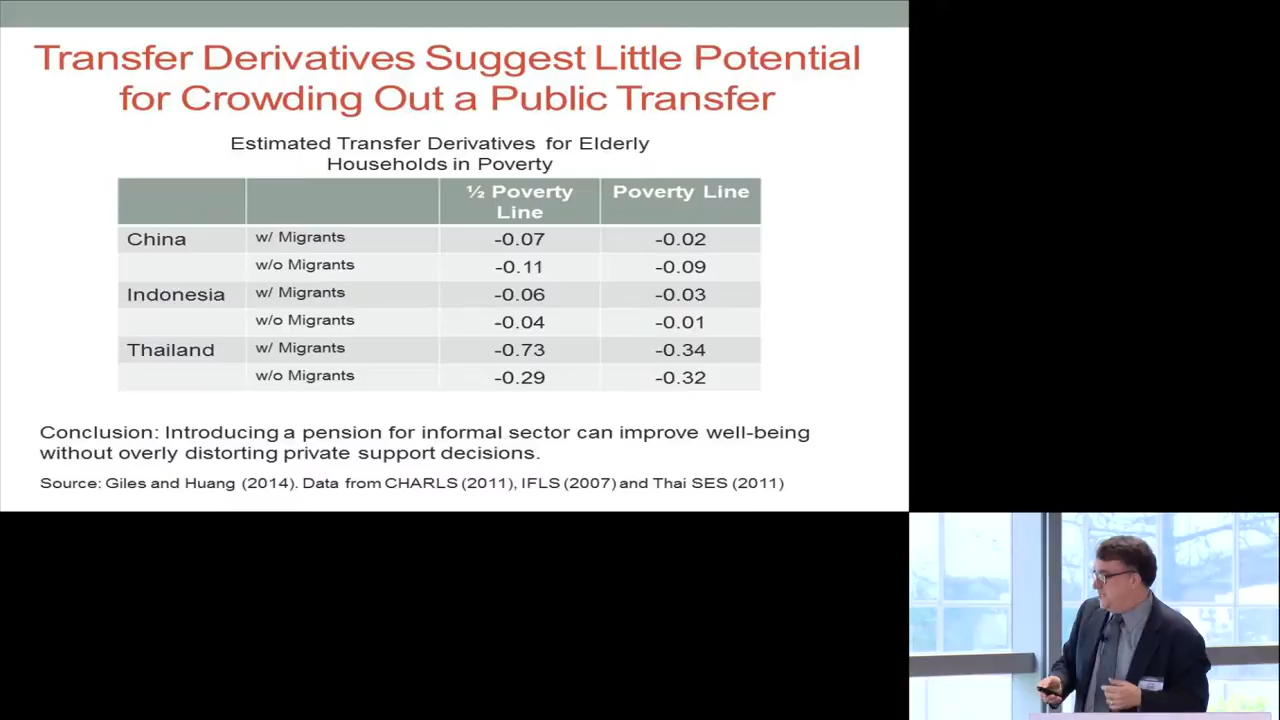 Transfer Derivatives Suggest Little Potential
for Crowding Out a Public Transfer
Estimated Transfer Derivatives for Elderly
Households in Poverty
½ Poverty Line
Poverty Line
China w/ Migrants -0.07 -0.02
w/o Migrants -0.11 -0.09
Indonesia w/ Migrants -0.06 -0.03
w/o Migrants -0.04 -0.01
Thailand w/ Migrants -0.73 -0.34
w/o Migrants -0.29 -0.32
Conclusion: Introducing a pension for informal sector can improve well-being
without overly distorting private support decisions.
Source: Giles and Huang (2014). Data from CHARLS (2011), IFLS (2007) and Thai SES (2011)